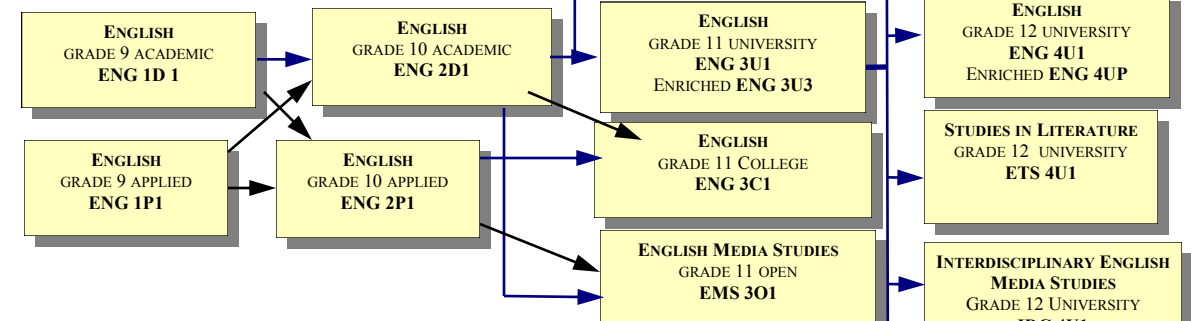 ENGLISH
GRADE 9 ACADEMIC
ENG 1D 1
ENGLISH
GRADE 10 ACADEMIC
ENG 2D1
ENGLISH
GRADE 11 UNIVERSITY
ENG 3U1
ENRICHED ENG 3U3
ENGLISH
GRADE 12 UNIVERSITY
ENG 4U1
ENRICHED ENG 4UP
ENGLISH
GRADE 9 APPLIED
ENG 1P1
ENGLISH
GRADE 10 APPLIED
ENG 2P1
ENGLISH
GRADE 11 COLLEGE
ENG 3C1
STUDIES IN LITERATURE
GRADE 12 UNIVERSITY
ETS 4U1
ENGLISH MEDIA STUDIES
GRADE 11 OPEN
EMS 3O1
INTERDISCIPLINARY ENGLISH
MEDIA STUDIES
GRADE 12 UNIVERSITY